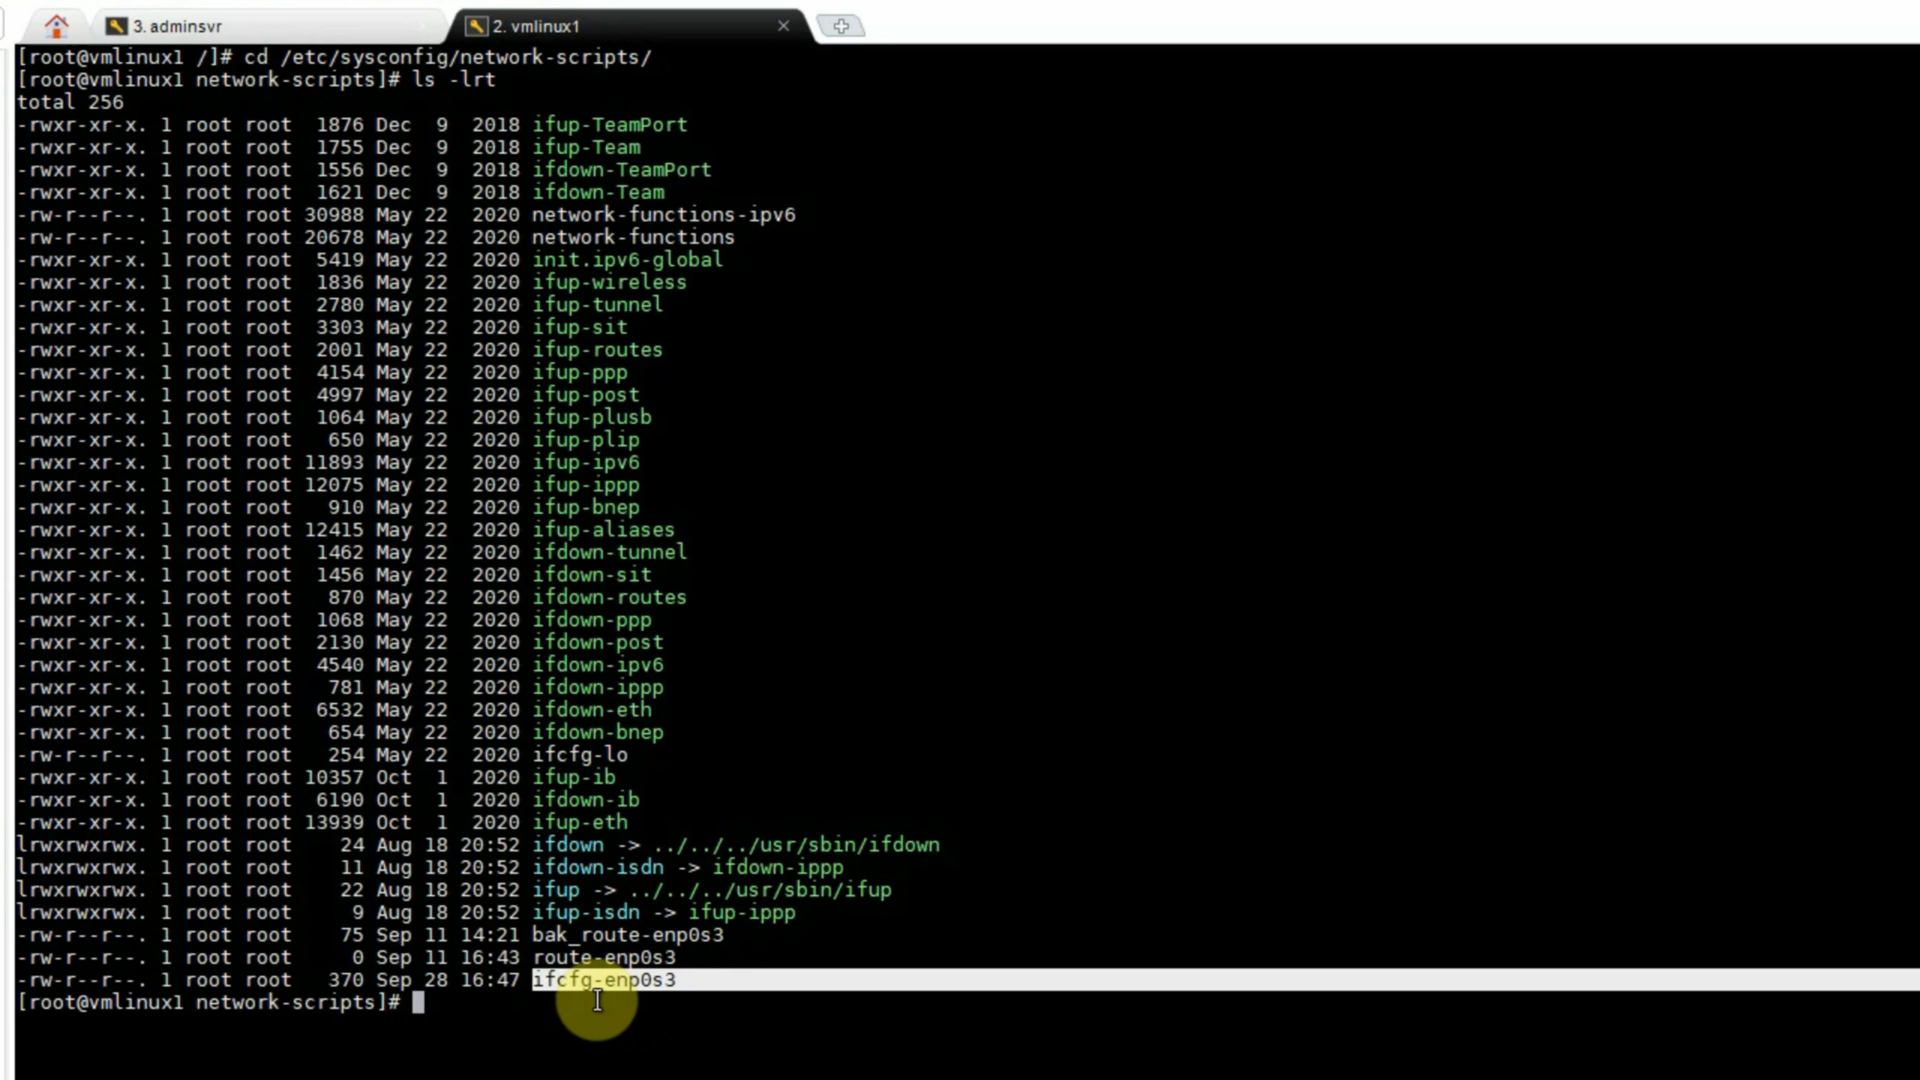 3. adminsvr
2. vmlinux1
[root@vmlinux1 /]# cd /etc/sysconfig/network-scripts/
[root@vmlinux1 network-scripts]# ls -lrt
total 256
-rwxr-xr-x. 1 root root  1876 Dec  9  2018 ifup-TeamPort
-rwxr-xr-x. 1 root root  1755 Dec  9  2018 ifup-Team
-rwxr-xr-x. 1 root root  1556 Dec  9  2018 ifdown-TeamPort
-rwxr-xr-x. 1 root root  1621 Dec  9  2018 ifdown-Team
-rw-r--r--. 1 root root 30988 May 22  2020 network-functions-ipv6
-rw-r--r--. 1 root root 20678 May 22  2020 network-functions
-rwxr-xr-x. 1 root root  5419 May 22  2020 init.ipv6-global
-rwxr-xr-x. 1 root root  1836 May 22  2020 ifup-wireless
-rwxr-xr-x. 1 root root  2780 May 22  2020 ifup-tunnel
-rwxr-xr-x. 1 root root  3303 May 22  2020 ifup-sit
-rwxr-xr-x. 1 root root  2001 May 22  2020 ifup-routes
-rwxr-xr-x. 1 root root  4154 May 22  2020 ifup-ppp
-rwxr-xr-x. 1 root root  4997 May 22  2020 ifup-post
-rwxr-xr-x. 1 root root  1064 May 22  2020 ifup-plusb
-rwxr-xr-x. 1 root root   650 May 22  2020 ifup-plip
-rwxr-xr-x. 1 root root 11893 May 22  2020 ifup-ipv6
-rwxr-xr-x. 1 root root 12075 May 22  2020 ifup-ippp
-rwxr-xr-x. 1 root root   910 May 22  2020 ifup-bnep
-rwxr-xr-x. 1 root root 12415 May 22  2020 ifup-aliases
-rwxr-xr-x. 1 root root  1462 May 22  2020 ifdown-tunnel
-rwxr-xr-x. 1 root root  1456 May 22  2020 ifdown-sit
-rwxr-xr-x. 1 root root   870 May 22  2020 ifdown-routes
-rwxr-xr-x. 1 root root  1068 May 22  2020 ifdown-ppp
-rwxr-xr-x. 1 root root  2130 May 22  2020 ifdown-post
-rwxr-xr-x. 1 root root  4540 May 22  2020 ifdown-ipv6
-rwxr-xr-x. 1 root root   781 May 22  2020 ifdown-ippp
-rwxr-xr-x. 1 root root  6532 May 22  2020 ifdown-eth
-rwxr-xr-x. 1 root root   654 May 22  2020 ifdown-bnep
-rw-r--r--. 1 root root   254 May 22  2020 ifcfg-lo
-rwxr-xr-x. 1 root root 10357 Oct  1  2020 ifup-ib
-rwxr-xr-x. 1 root root  6190 Oct  1  2020 ifdown-ib
-rwxr-xr-x. 1 root root 13939 Oct  1  2020 ifup-eth
lrwxrwxrwx. 1 root root    24 Aug 18 20:52 ifdown -> ../../../usr/sbin/ifdown
lrwxrwxrwx. 1 root root    11 Aug 18 20:52 ifdown-isdn -> ifdown-ippp
lrwxrwxrwx. 1 root root    22 Aug 18 20:52 ifup -> ../../../usr/sbin/ifup
lrwxrwxrwx. 1 root root     9 Aug 18 20:52 ifup-isdn -> ifup-ippp
-rw-r--r--. 1 root root    75 Sep 11 14:21 bak_route-enp0s3
-rw-r--r--. 1 root root     0 Sep 11 16:43 route-enp0s3
-rw-r--r--. 1 root root   370 Sep 28 16:47 ifcfg-enp0s3
[root@vmlinux1 network-scripts]#